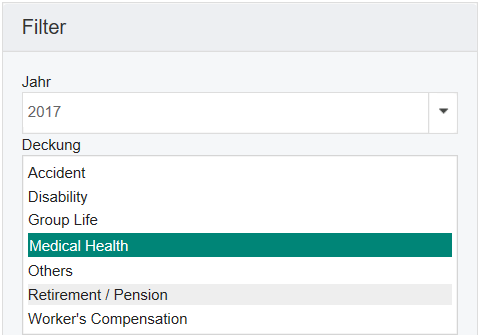 Filter
Jahr
2017
Deckung
Accident
Disability
Group Life
Medical Health
Others
Retirement / Pension
Worker's Compensation